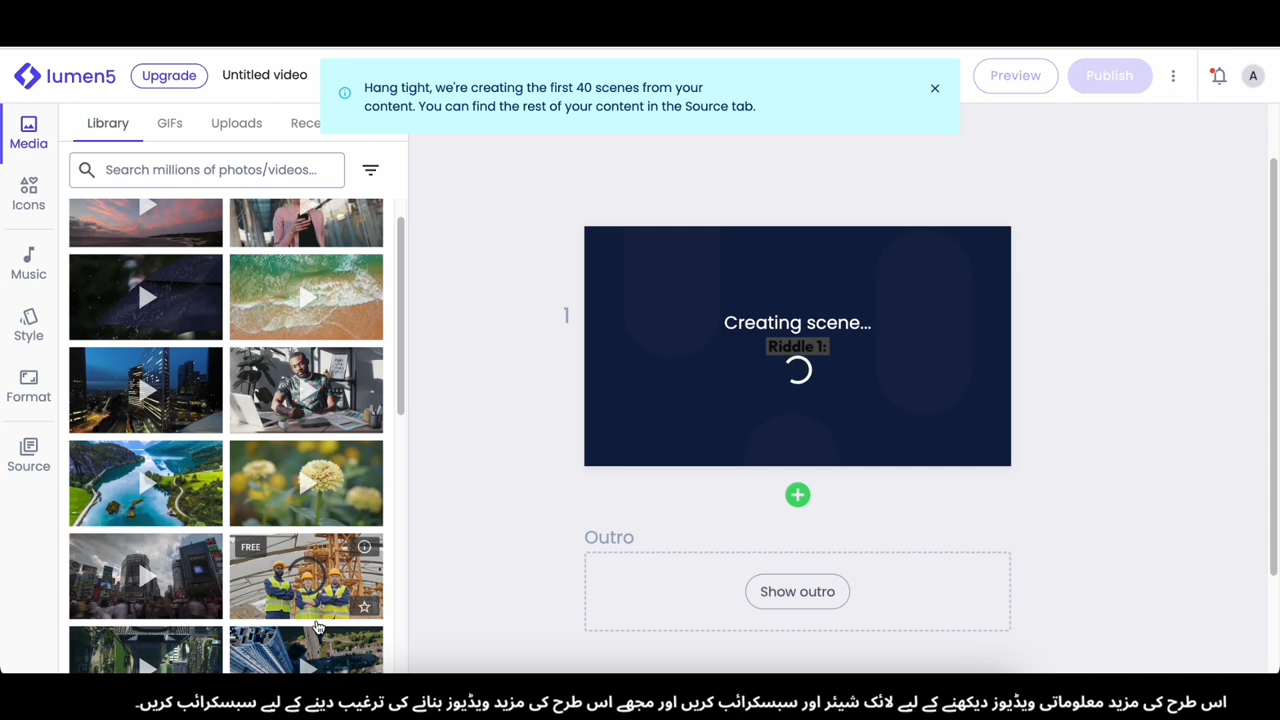 lumen5
Upgrade
Untitled video
Hang tight, we're creating the first 40 scenes from your
content. You can find the rest of your content in the Source tab.
Preview
Publish
A
Media
Icons
Music
Style
Format
Source
Library
GIFs
Uploads
Rece
Search millions of photos/videos...
FREE
1
Creating scene...
Riddle 1:
Outro
Show outro
اس طرح کی مزید معلوماتی ویڈیوز دیکھنے کے لیے لائک شیئر اور سبسکرائب کریں اور مجھے اس طرح کی مزید ویڈیوز بنانے کی ترغیب دینے کے لیے سبسکرائب کریں۔